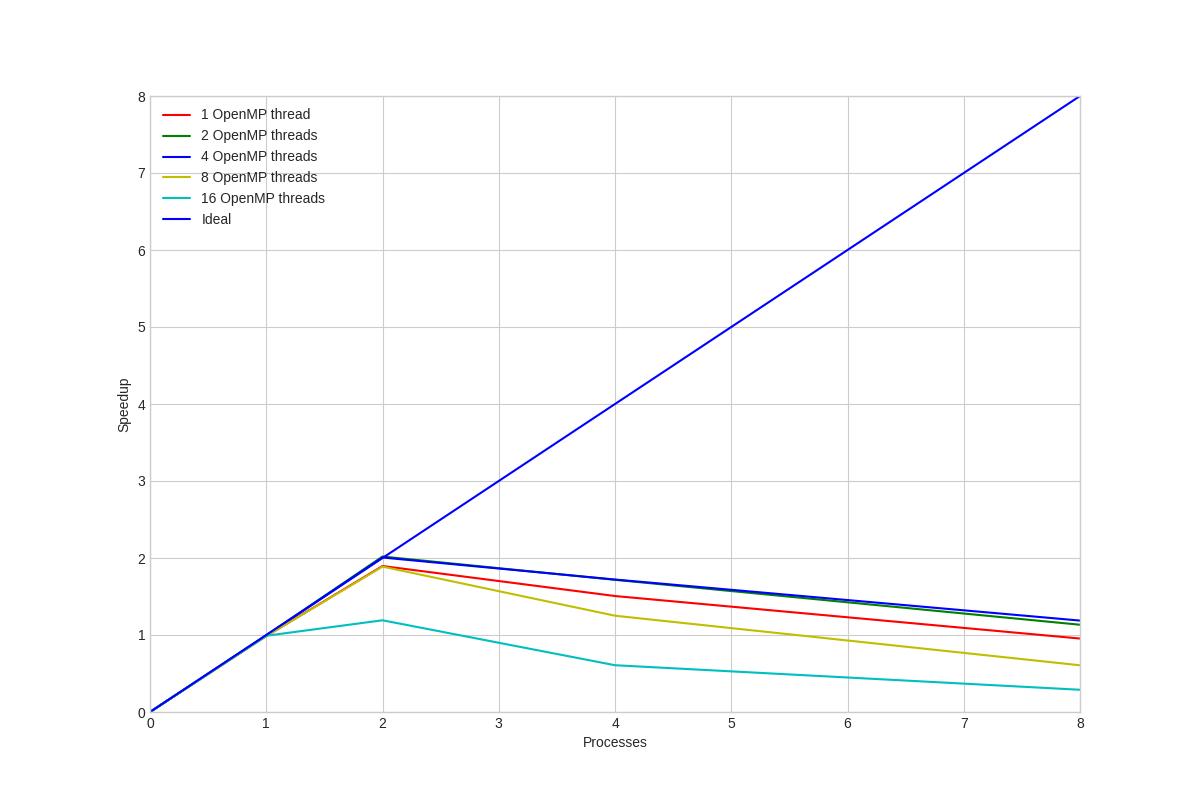 8
7
6
5
4
3
2
1
0
Speedup
1 OpenMP thread
2 OpenMP threads
4 OpenMP threads
8 OpenMP threads
16 OpenMP threads
Ideal
0 1 2 3 4 5 6 7 8
Processes